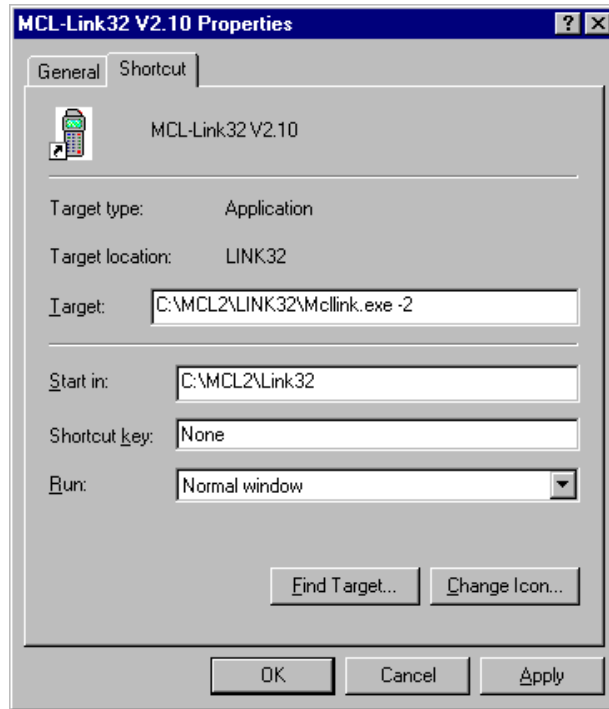 MCL-Link32 V2.10 Properties ? X
General Shortcut
MCL-Link32 V2.10
Target type: Application
Target location: LINK32
Target: C:\MCL2\LINK32\Mcllink.exe -2
Start in: C:\MCL2\Link32
Shortcut key: None
Run: Normal window
Find Target... Change Icon...
OK Cancel Apply